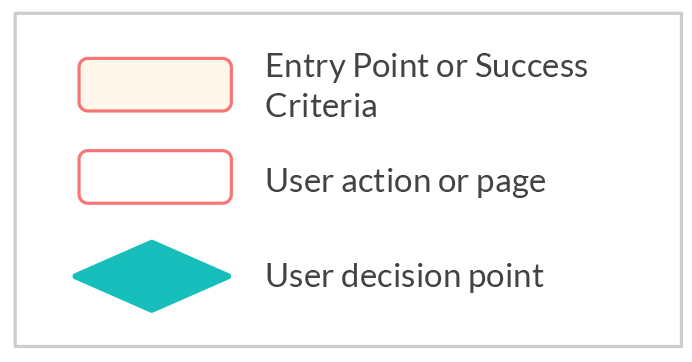 Entry Point or Success
Criteria
User action or page
User decision point